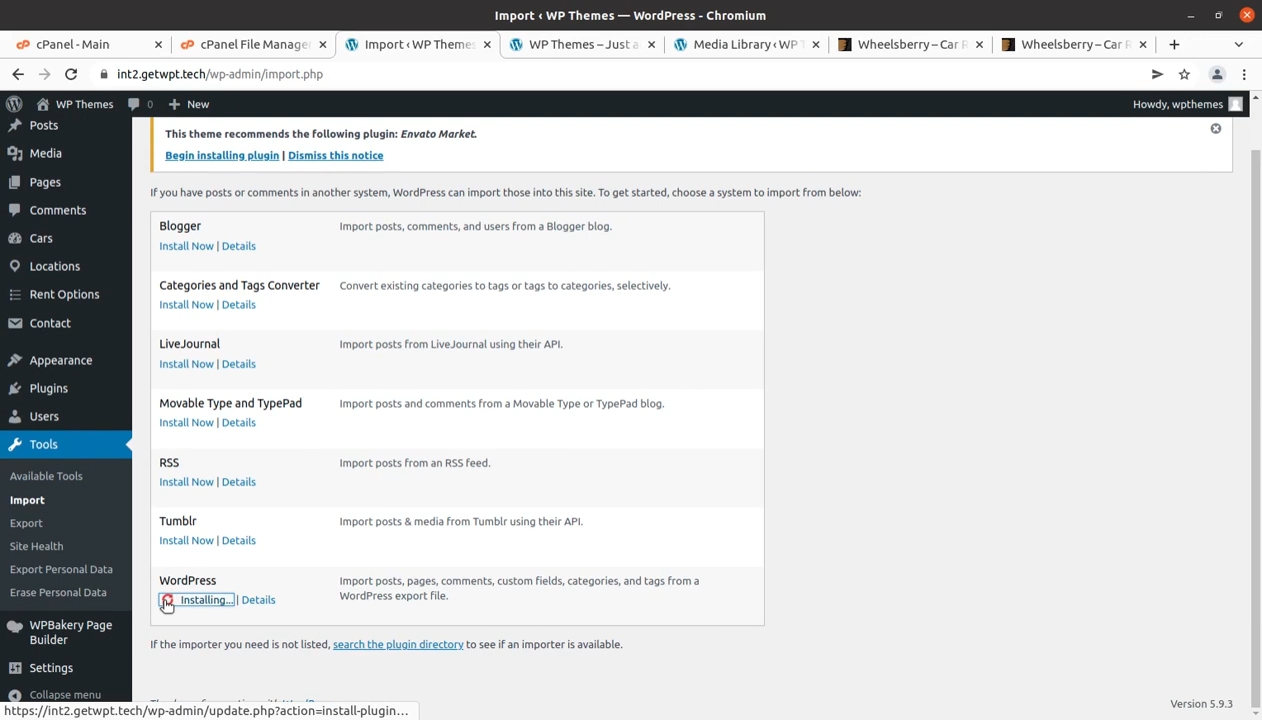 Import ‹ WP Themes — WordPress - Chromium
cPanel - Main
cPanel File Manager
Import ‹ WP Themes
WP Themes – Just a
Media Library ‹ WP T
Wheelsberry – Car R
Wheelsberry – Car R
int2.getwpt.tech/wp-admin/import.php
WP Themes 0 New Howdy, wpthemes
Posts
Media
Pages
Comments
Cars
Locations
Rent Options
Contact
Appearance
Plugins
Users
Tools
Available Tools
Import
Export
Site Health
Export Personal Data
Erase Personal Data
WPBakery Page
Builder
Settings
Collapse menu
This theme recommends the following plugin: Envato Market.
Begin installing plugin | Dismiss this notice
If you have posts or comments in another system, WordPress can import those into this site. To get started, choose a system to import from below:
Blogger Import posts, comments, and users from a Blogger blog.
Install Now | Details
Categories and Tags Converter Convert existing categories to tags or tags to categories, selectively.
Install Now | Details
LiveJournal Import posts from LiveJournal using their API.
Install Now | Details
Movable Type and TypePad Import posts and comments from a Movable Type or TypePad blog.
Install Now | Details
RSS Import posts from an RSS feed.
Install Now | Details
Tumblr Import posts & media from Tumblr using their API.
Install Now | Details
WordPress Import posts, pages, comments, custom fields, categories, and tags from a
WordPress export file.
Installing... | Details
If the importer you need is not listed, search the plugin directory to see if an importer is available.
Version 5.9.3
https://int2.getwpt.tech/wp-admin/update.php?action=install-plugin...